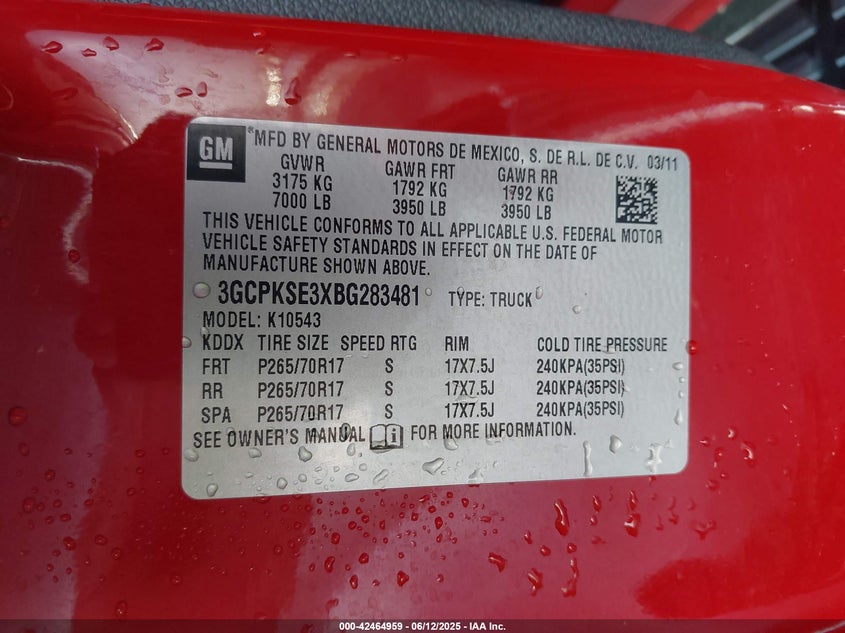 GM
*MFD BY GENERAL MOTORS DE MEXICO, S. DE R.L. DE C.V. 03/11
GVWR GAWR FRT GAWR RR
3175 KG 1792 KG 1792 KG
7000 LB 3950 LB 3950 LB
THIS VEHICLE CONFORMS TO ALL APPLICABLE U.S. FEDERAL MOTOR
VEHICLE SAFETY STANDARDS IN EFFECT ON THE DATE OF
MANUFACTURE SHOWN ABOVE.
3GCPKSE3XBG283481 TYPE: TRUCK
MODEL: K10543
KDDX TIRE SIZE SPEED RTG RIM COLD TIRE PRESSURE
FRT P265/70R17 S 17X7.5J 240KPA(35PSI)
RR P265/70R17 S 17X7.5J 240KPA(35PSI)
SPA P265/70R17 S 17X7.5J 240KPA(35PSI)
SEE OWNER'S MANUAL FOR MORE INFORMATION.
000-42464959 - 06/12/2025 - IAA Inc.